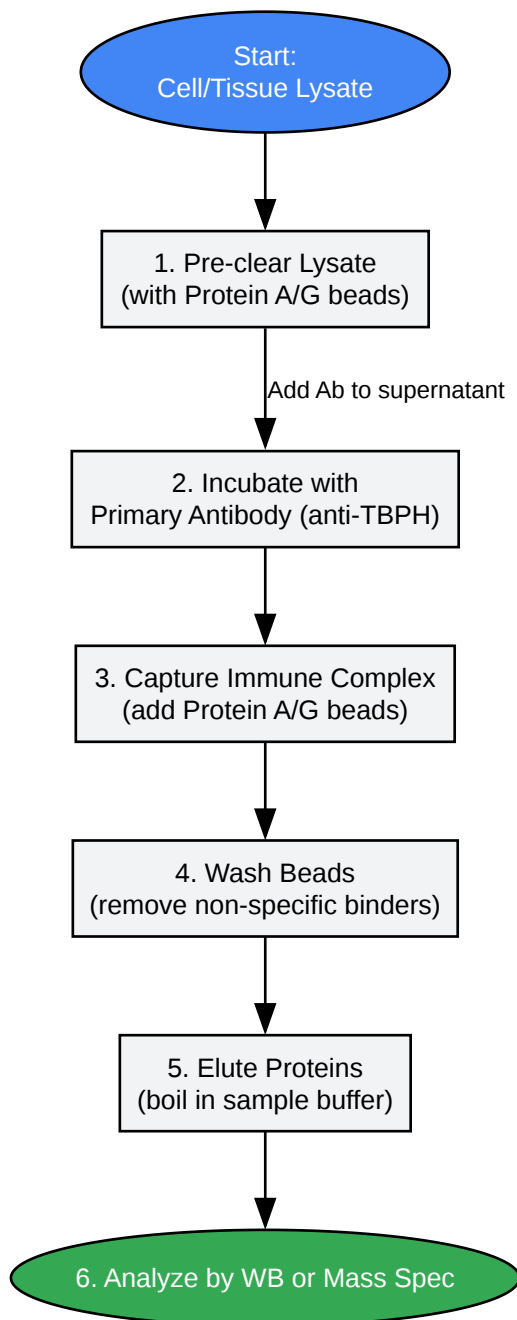 Start:
Cell/Tissue Lysate
1. Pre-clear Lysate
(with Protein A/G beads)
Add Ab to supernatant
2. Incubate with
Primary Antibody (anti-TBPH)
3. Capture Immune Complex
(add Protein A/G beads)
4. Wash Beads
(remove non-specific binders)
5. Elute Proteins
(boil in sample buffer)
6. Analyze by WB or Mass Spec